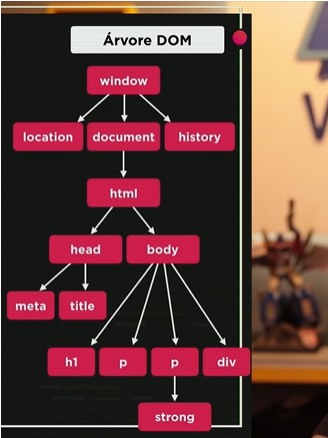 Árvore DOM
window
location document history
html
head body
meta title
h1 p p div
strong